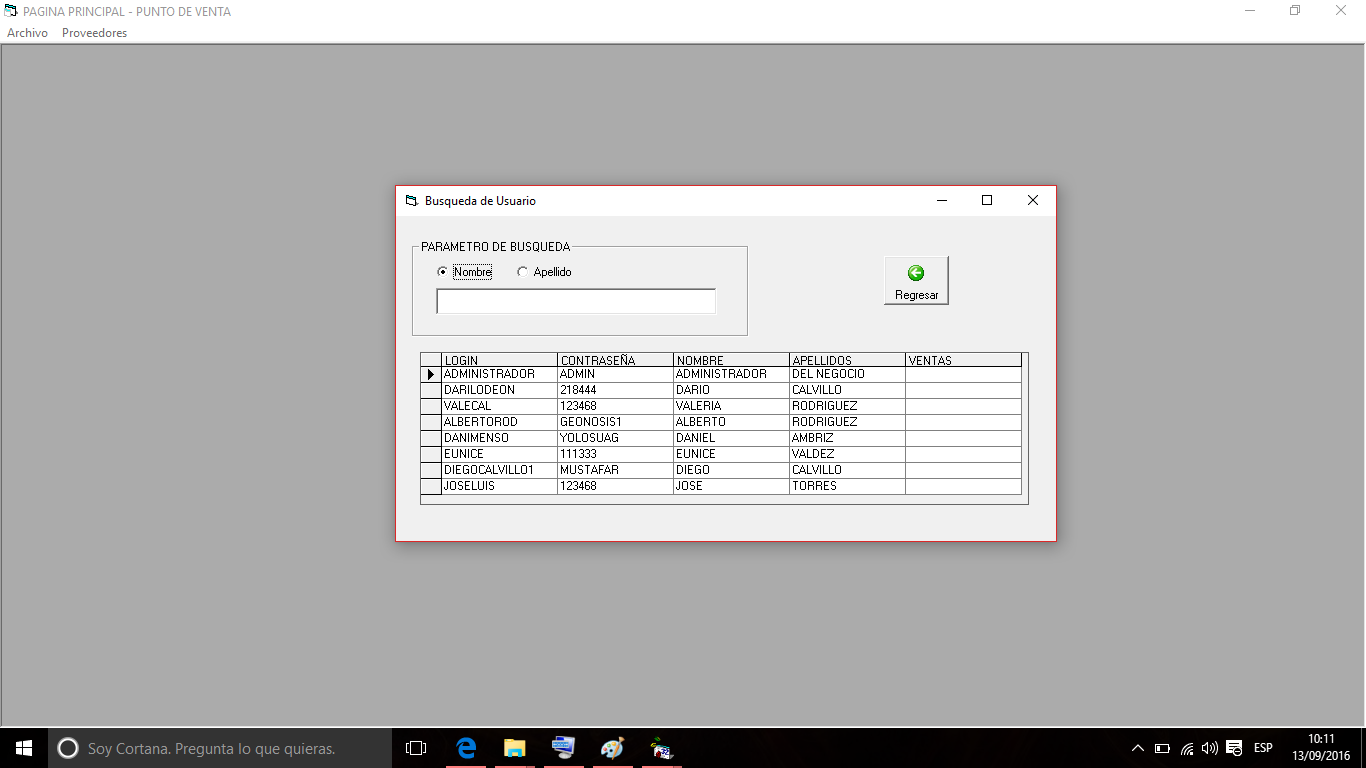 PAGINA PRINCIPAL - PUNTO DE VENTA
Archivo Proveedores
Busqueda de Usuario
PARAMETRO DE BUSQUEDA
Nombre Apellido
Regresar
LOGIN CONTRASEÑA NOMBRE APELLIDOS VENTAS
ADMINISTRADOR ADMIN ADMINISTRADOR DEL NEGOCIO
DARILODEON 218444 DARIO CALVILLO
VALECAL 123468 VALERIA RODRIGUEZ
ALBERTOROD GEONOSIS1 ALBERTO RODRIGUEZ
DANIMENSO YOLOSUAG DANIEL AMBRIZ
EUNICE 111333 EUNICE VALDEZ
DIEGOCALVILLO1 MUSTAFAR DIEGO CALVILLO
JOSELUIS 123468 JOSE TORRES
Soy Cortana. Pregunta lo que quieras.
ESP
10:11
13/09/2016